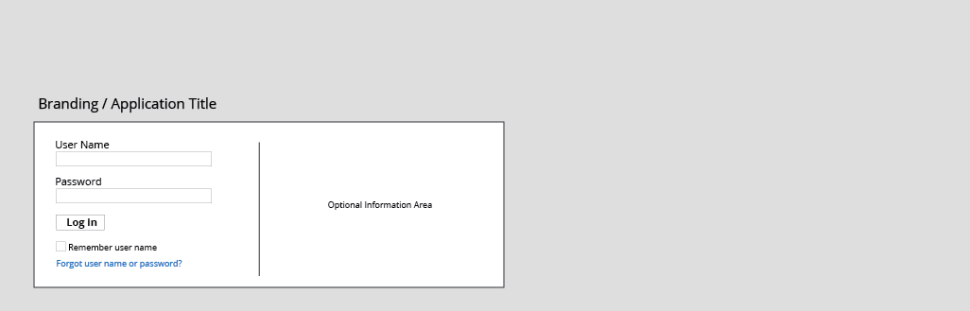 Branding / Application Title
User Name
Password
Log In
Remember user name
Forgot user name or password?
Optional Information Area